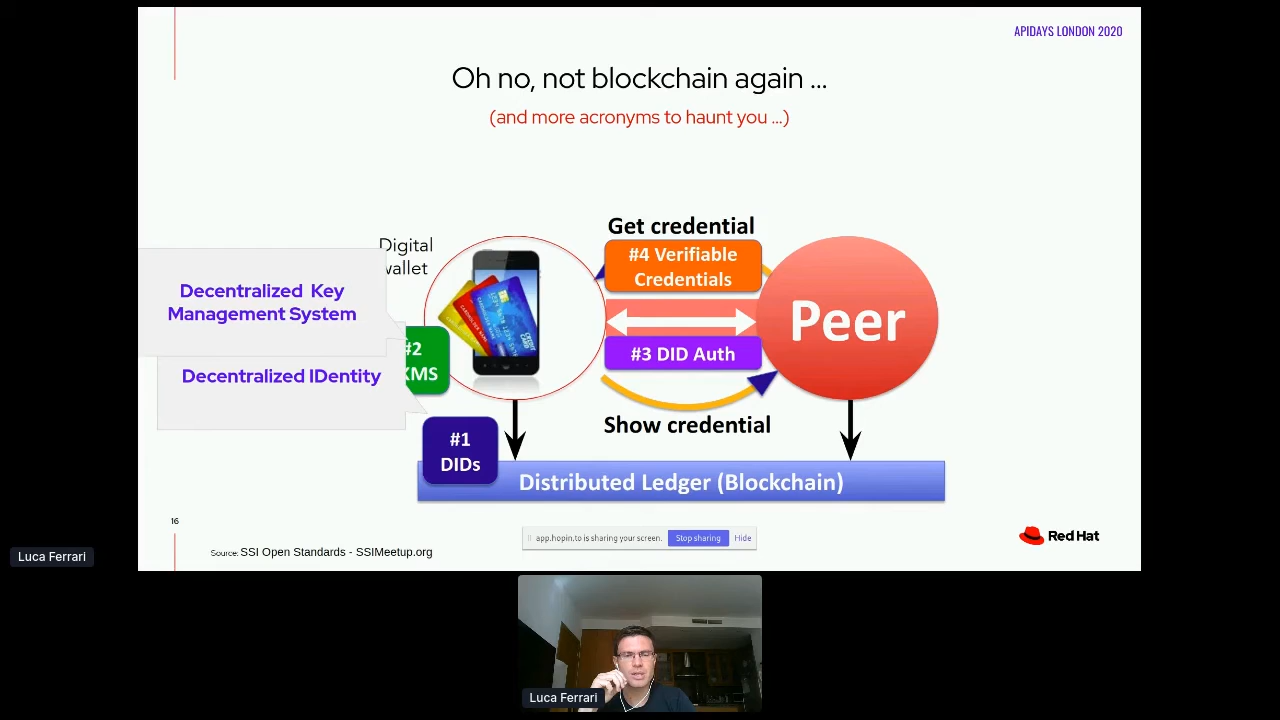 APIDAYS LONDON 2020
Oh no, not blockchain again ...
(and more acronyms to haunt you ...)
Get credential
Digital
wallet
#4 Verifiable
Credentials
Decentralized Key
Management System
Peer
#2
KMS
#3 DID Auth
Decentralized IDentity
Show credential
#1
DIDs
Distributed Ledger (Blockchain)
16
Source: SSI Open Standards - SSIMeetup.org
app.hopin.to is sharing your screen. Stop sharing Hide
Red Hat
Luca Ferrari
Luca Ferrari